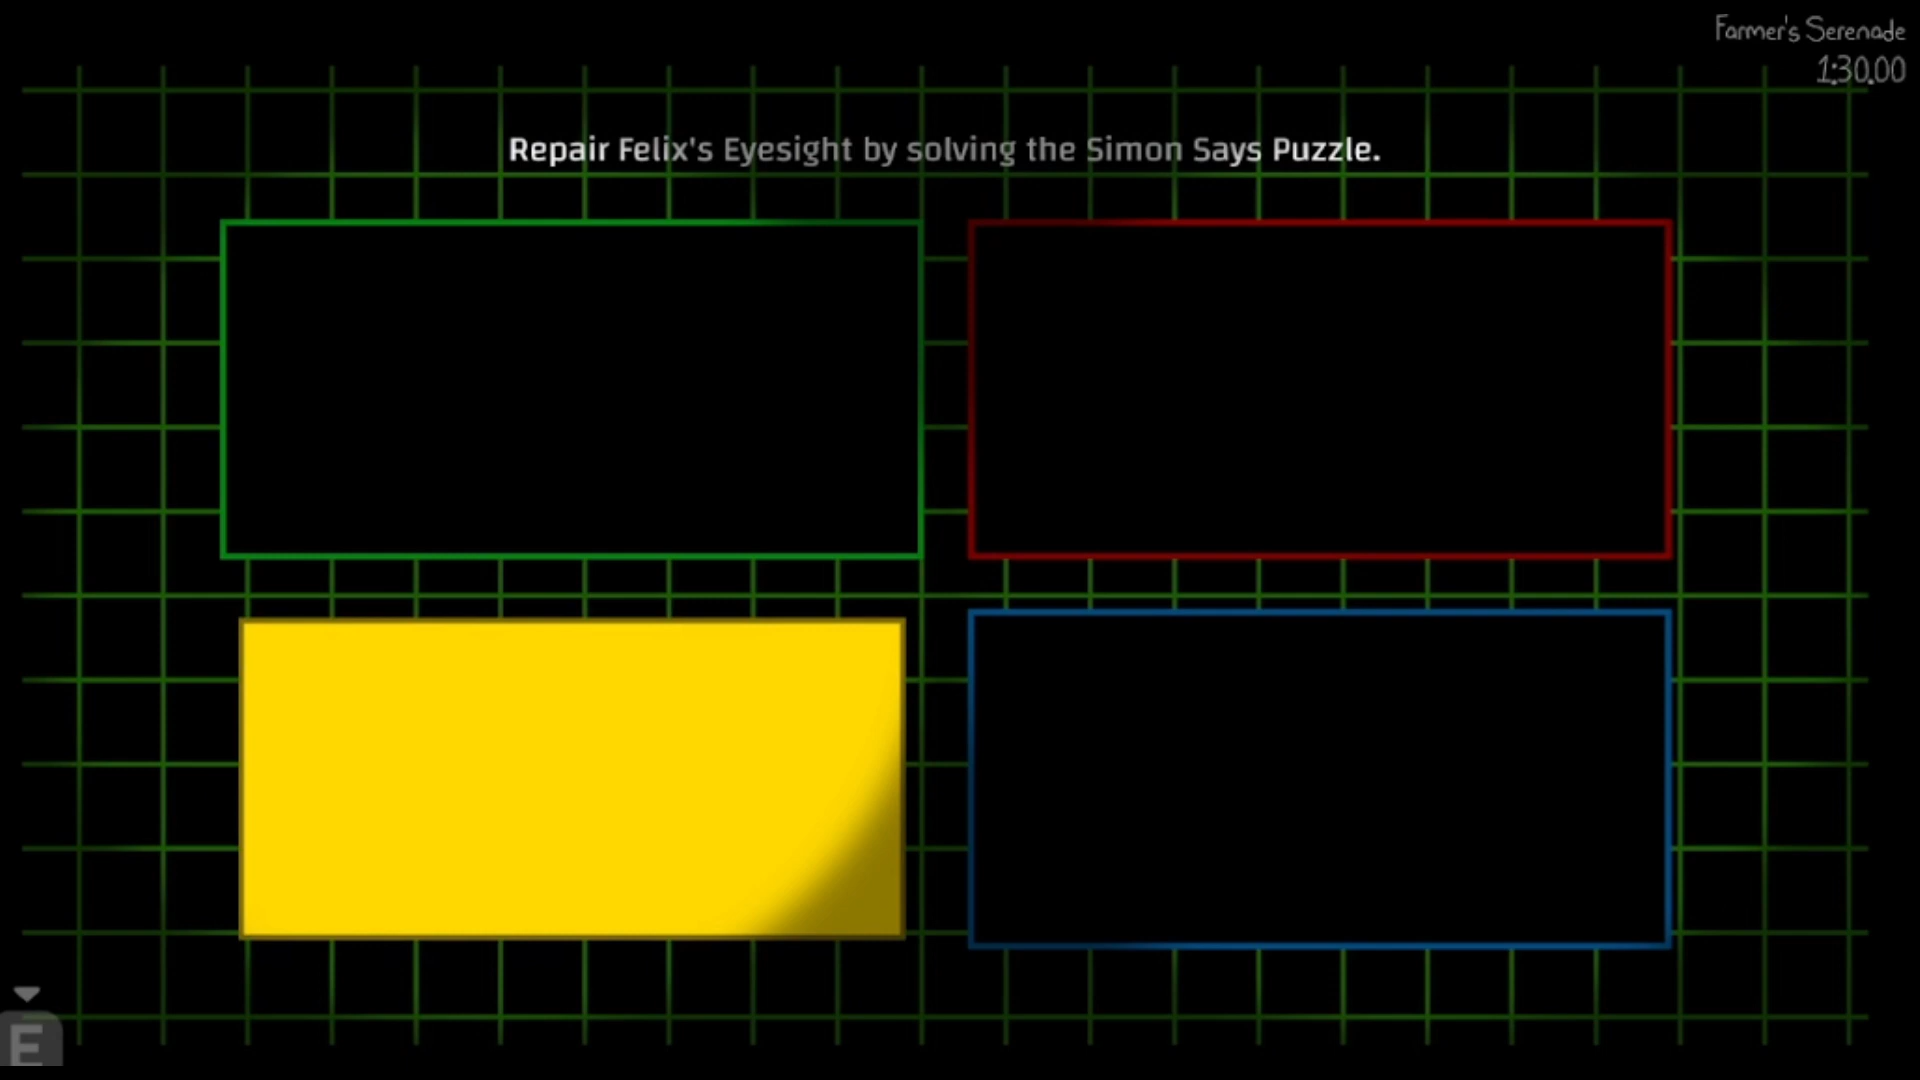 Farmer's Serenade
1:30.00
Repair Felix's Eyesight by solving the Simon Says Puzzle.
E